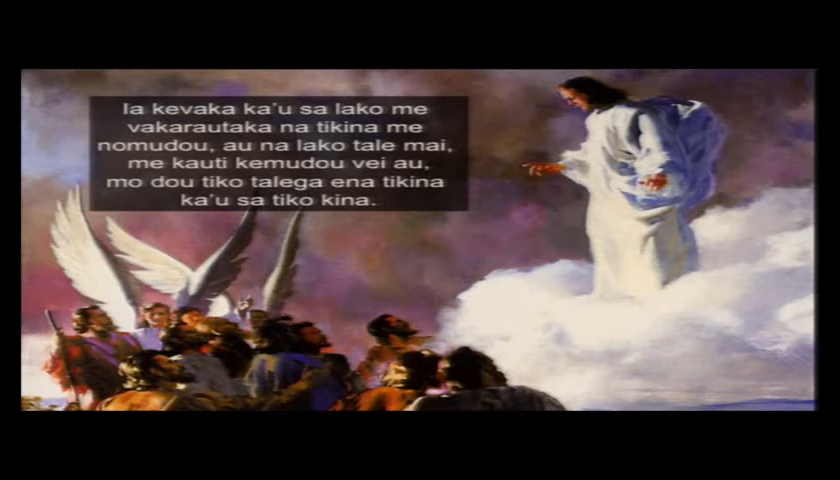 Ia kevaka ka'u sa lako me
vakarautaka na tikina me
nomudou, au na lako tale mai,
me kauti kemudou vei au,
mo dou tiko talega ena tikina
ka'u sa tiko kina.